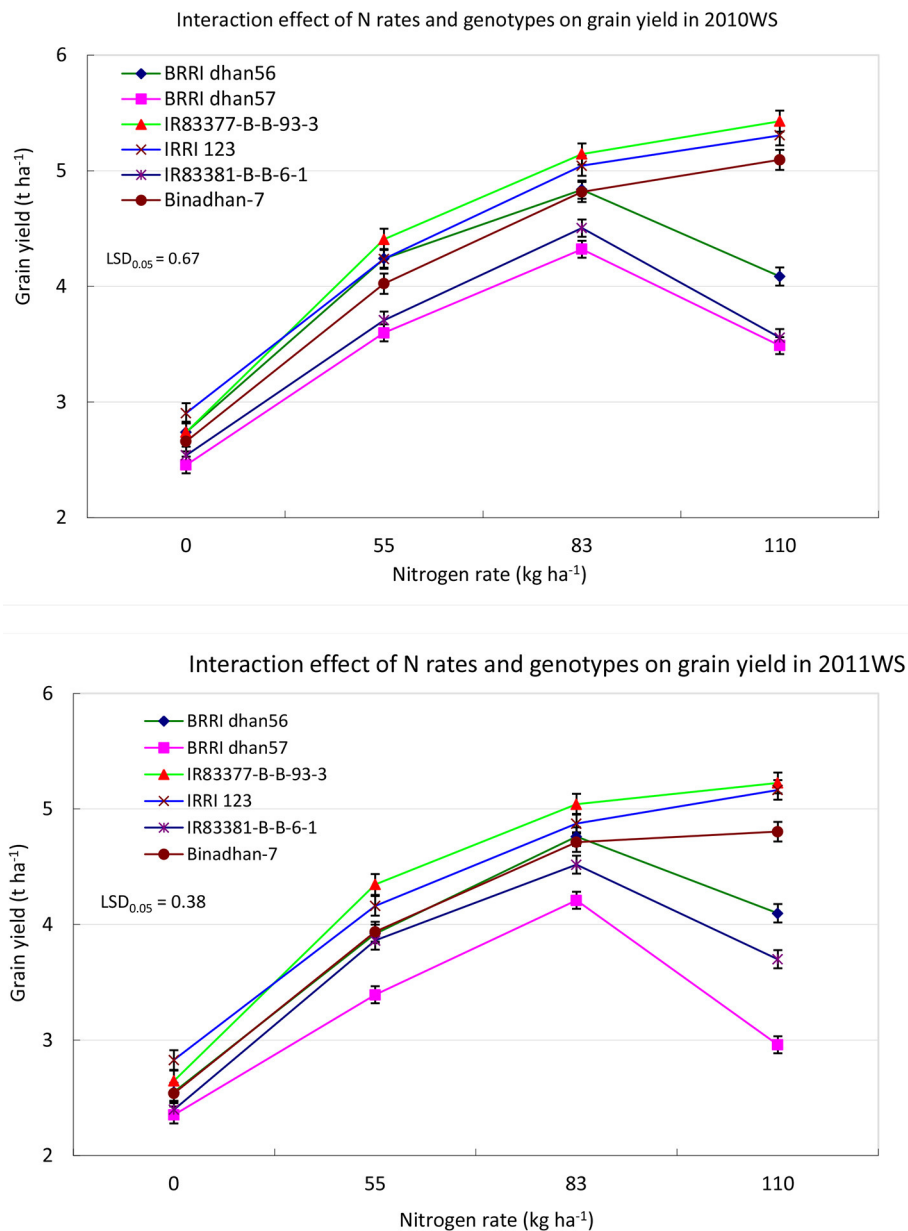 Interaction effect of N rates and genotypes on grain yield in 2010WS
6
BRRI dhan56
BRRI dhan57
IR83377-B-B-93-3
5
IRRI 123
IR83381-B-B-6-1
Binadhan-7
Grain yield (t ha⁻¹)
LSD₀.₀₅ = 0.67
4
3
2
0 55 83 110
Nitrogen rate (kg ha⁻¹)
Interaction effect of N rates and genotypes on grain yield in 2011WS
6
BRRI dhan56
BRRI dhan57
IR83377-B-B-93-3
5
IRRI 123
IR83381-B-B-6-1
Binadhan-7
Grain yield (t ha⁻¹)
LSD₀.₀₅ = 0.38
4
3
2
0 55 83 110
Nitrogen rate (kg ha⁻¹)